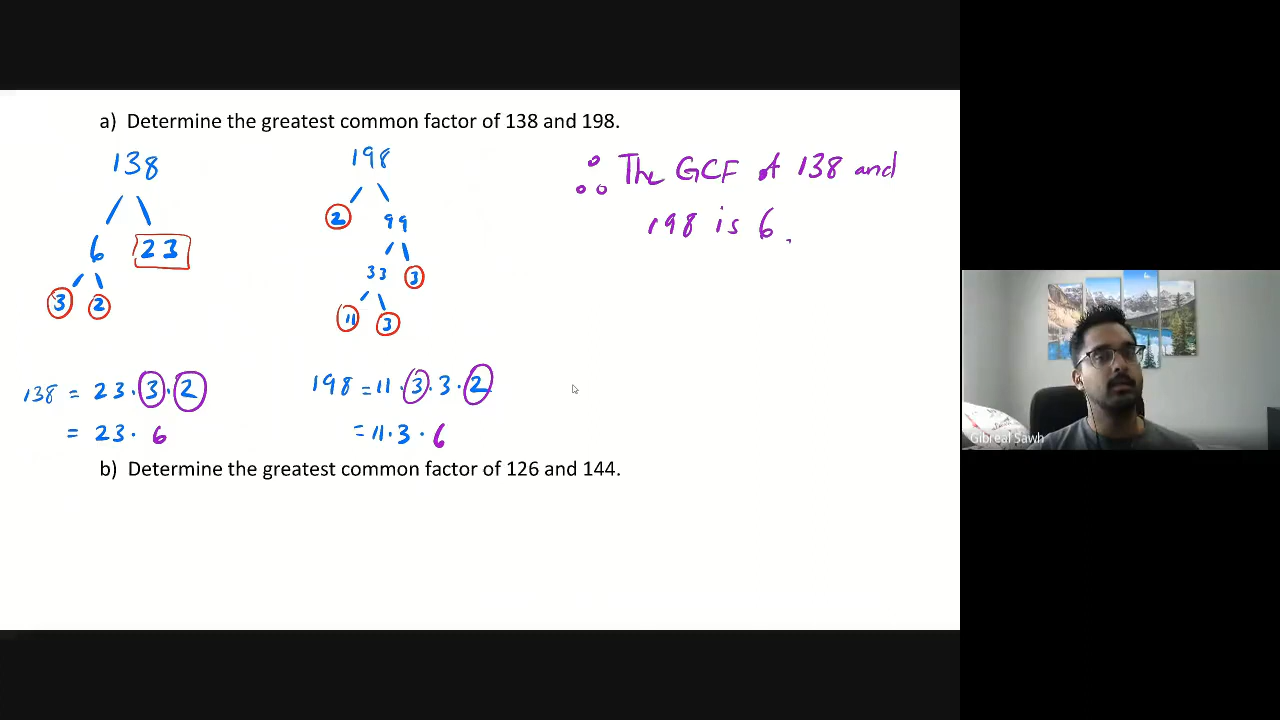 a) Determine the greatest common factor of 138 and 198.
138
6 23
3 2
198
2 99
33 3
11 3
∴ The GCF of 138 and
198 is 6.
138 = 23·3·2
= 23·6
198 = 11·3·3·2
= 11·3·6
b) Determine the greatest common factor of 126 and 144.
Gibreal Sawh